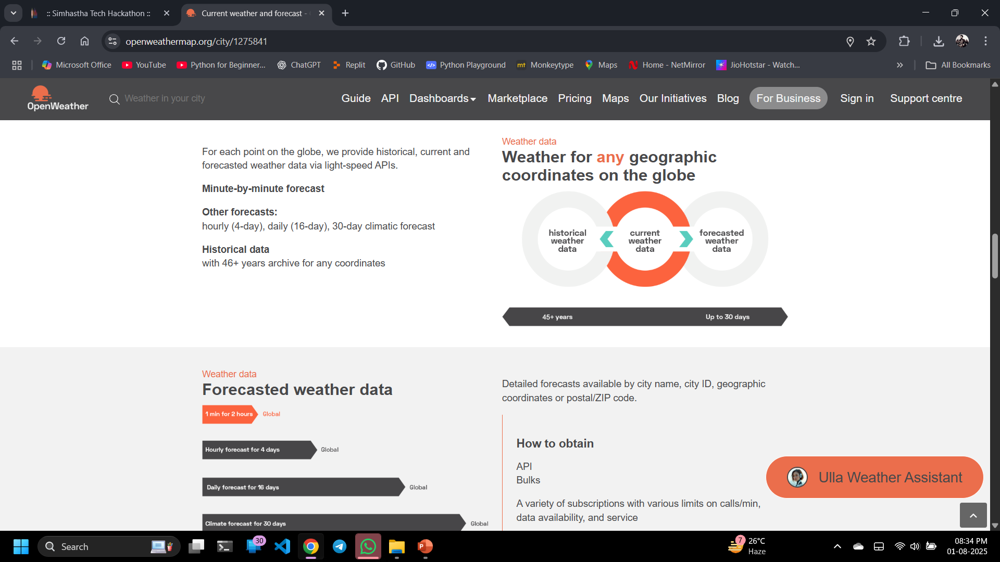 :: Simhastha Tech Hackathon ::
Current weather and forecast -
openweathermap.org/city/1275841
Microsoft Office
YouTube
Python for Beginner...
ChatGPT
Replit
GitHub
Python Playground
mt Monkeytype
Maps
Home - NetMirror
JioHotstar - Watch...
All Bookmarks
OpenWeather
Weather in your city
Guide
API
Dashboards
Marketplace
Pricing
Maps
Our Initiatives
Blog
For Business
Sign in
Support centre
For each point on the globe, we provide historical, current and
forecasted weather data via light-speed APIs.
Minute-by-minute forecast
Other forecasts:
hourly (4-day), daily (16-day), 30-day climatic forecast
Historical data
with 46+ years archive for any coordinates
Weather data
Weather for any geographic
coordinates on the globe
historical
weather
data
current
weather
data
forecasted
weather
data
45+ years
Up to 30 days
Weather data
Forecasted weather data
1 min for 2 hours
Global
Hourly forecast for 4 days
Global
Daily forecast for 16 days
Global
Climate forecast for 30 days
Global
Detailed forecasts available by city name, city ID, geographic
coordinates or postal/ZIP code.
How to obtain
API
Bulks
A variety of subscriptions with various limits on calls/min,
data availability, and service
Ulla Weather Assistant
Search
30
7
26°C
Haze
08:34 PM
01-08-2025